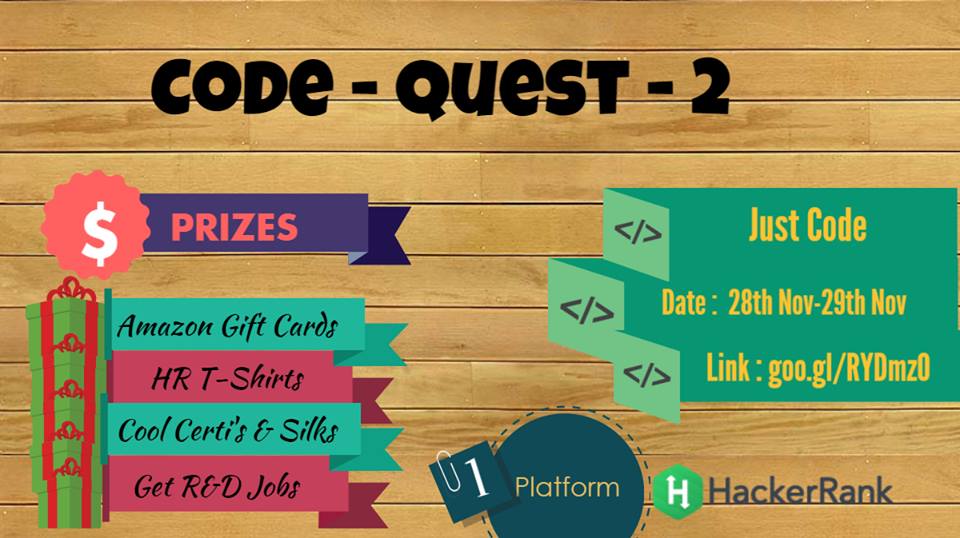 CODE - QUEST - 2
$ PRIZES
Amazon Gift Cards
HR T-Shirts
Cool Certi's & Silks
Get R&D Jobs
</> Just Code
</> Date : 28th Nov-29th Nov
</> Link : goo.gl/RYDmz0
1 Platform
H HackerRank